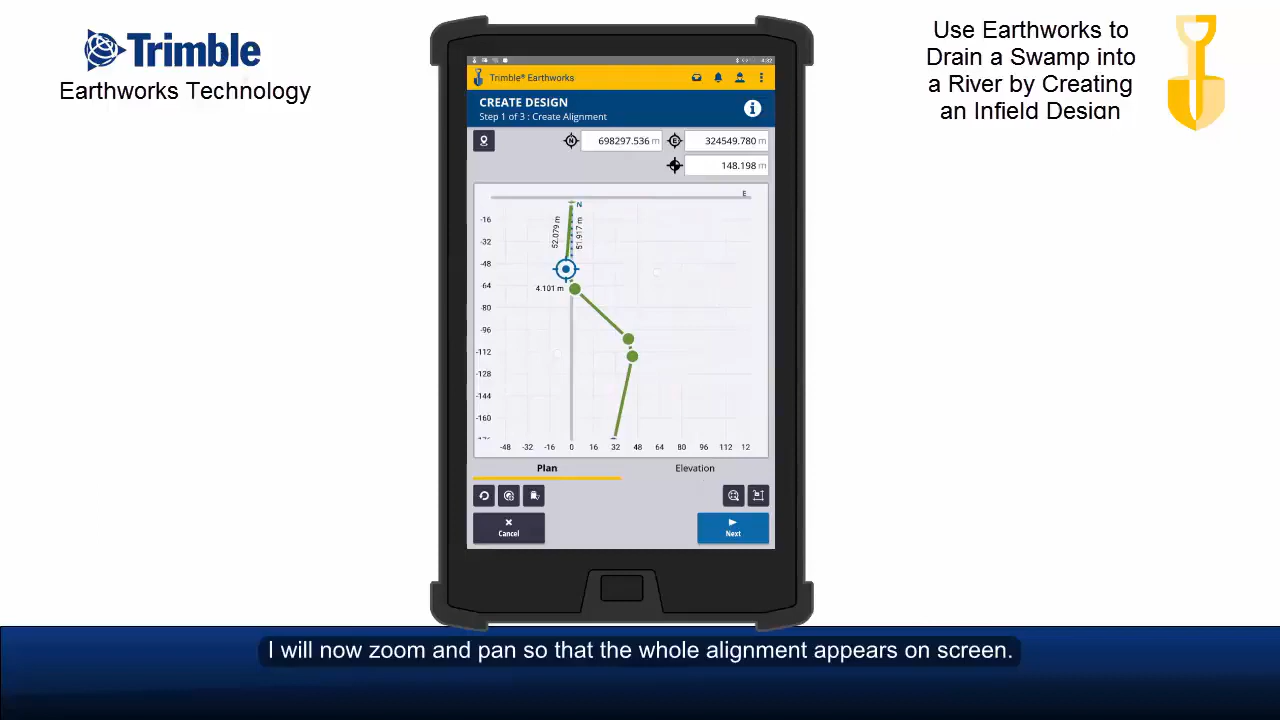 Trimble
Earthworks Technology
Use Earthworks to
Drain a Swamp into
a River by Creating
an Infield Design
4:32
Trimble® Earthworks
CREATE DESIGN
Step 1 of 3 : Create Alignment
N 698297.536 m
E 324549.780 m
148.198 m
E
N
52.079 m
51.917 m
4.101 m
-16
-32
-48
64
-80
-96
-112
-128
-144
-160
-48 -32 -16 0 16 32 48 64 80 96 112 12
Plan
Elevation
Cancel
Next
I will now zoom and pan so that the whole alignment appears on screen.